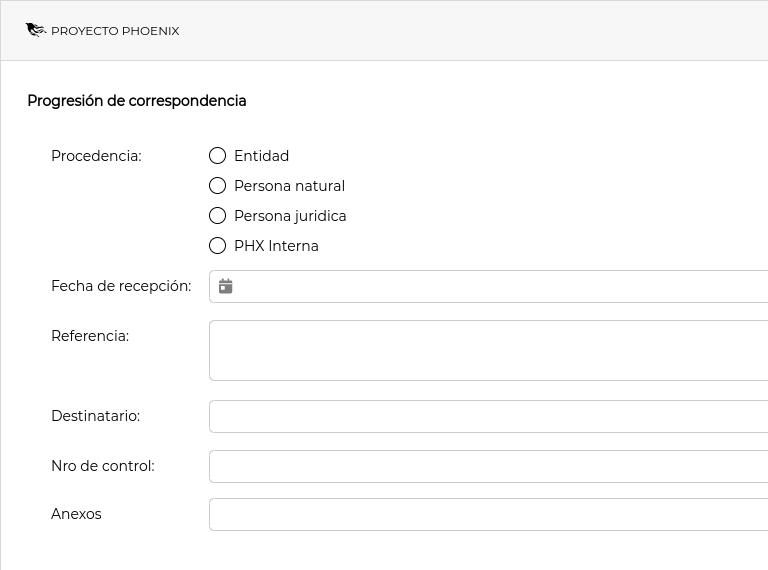 PROYECTO PHOENIX
Progresión de correspondencia
Procedencia:
Entidad
Persona natural
Persona juridica
PHX Interna
Fecha de recepción:
Referencia:
Destinatario:
Nro de control:
Anexos